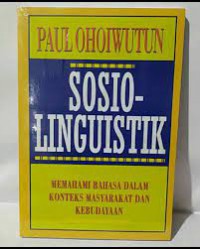 PAUL OHOIWUTUN
SOSIO-
LINGUISTIK
MEMAHAMI BAHASA DALAM
KONTEKS MASYARAKAT DAN
KEBUDAYAAN